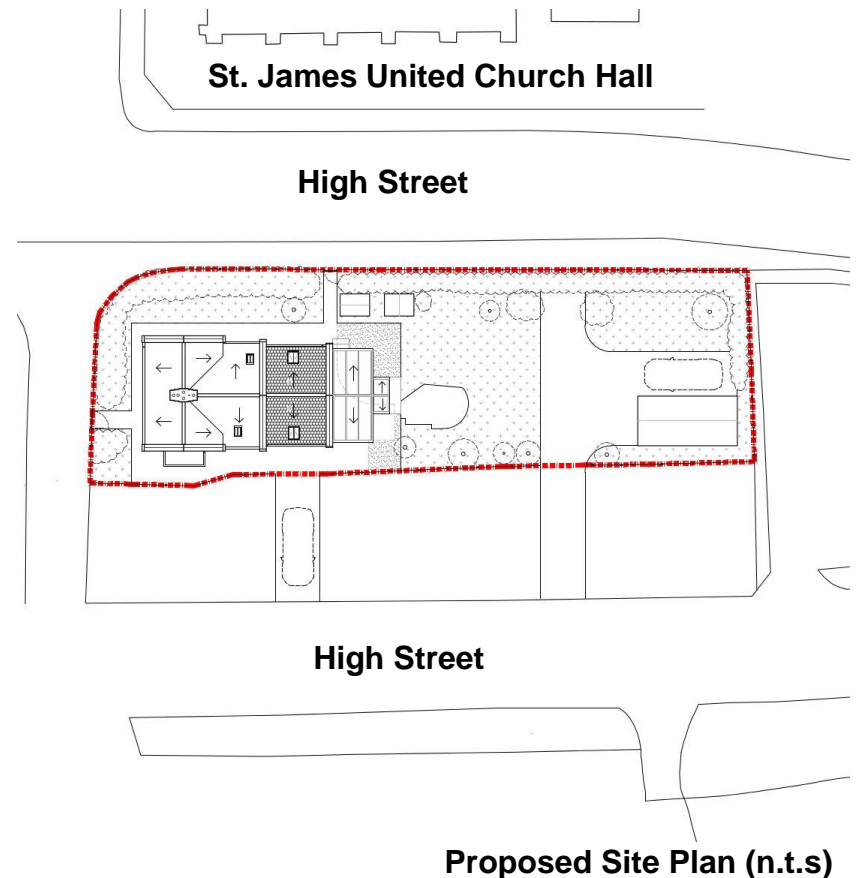 St. James United Church Hall
High Street
High Street
Proposed Site Plan (n.t.s)